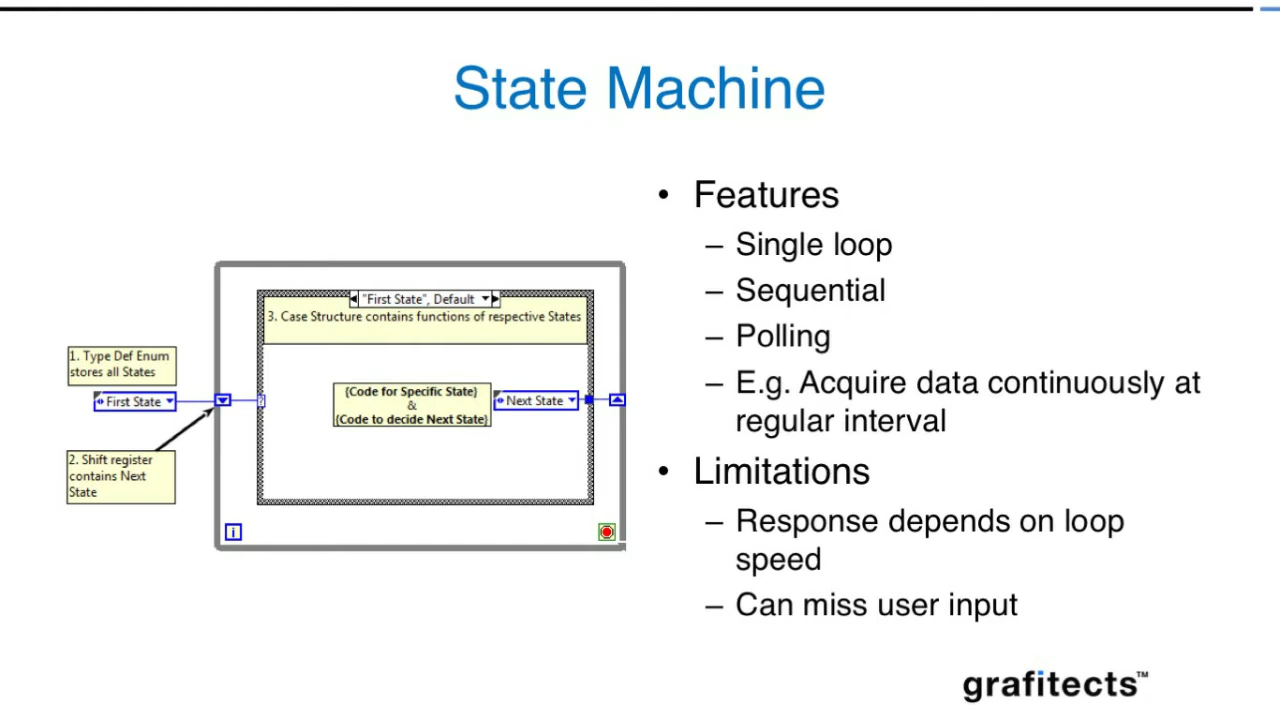 State Machine
• Features
– Single loop
– Sequential
– Polling
– E.g. Acquire data continuously at
regular interval
• Limitations
– Response depends on loop
speed
– Can miss user input
"First State", Default
3. Case Structure contains functions of respective States
1. Type Def Enum
stores all States
First State
?
{Code for Specific State}
&
{Code to decide Next State}
Next State
2. Shift register
contains Next
State
i
grafitects™